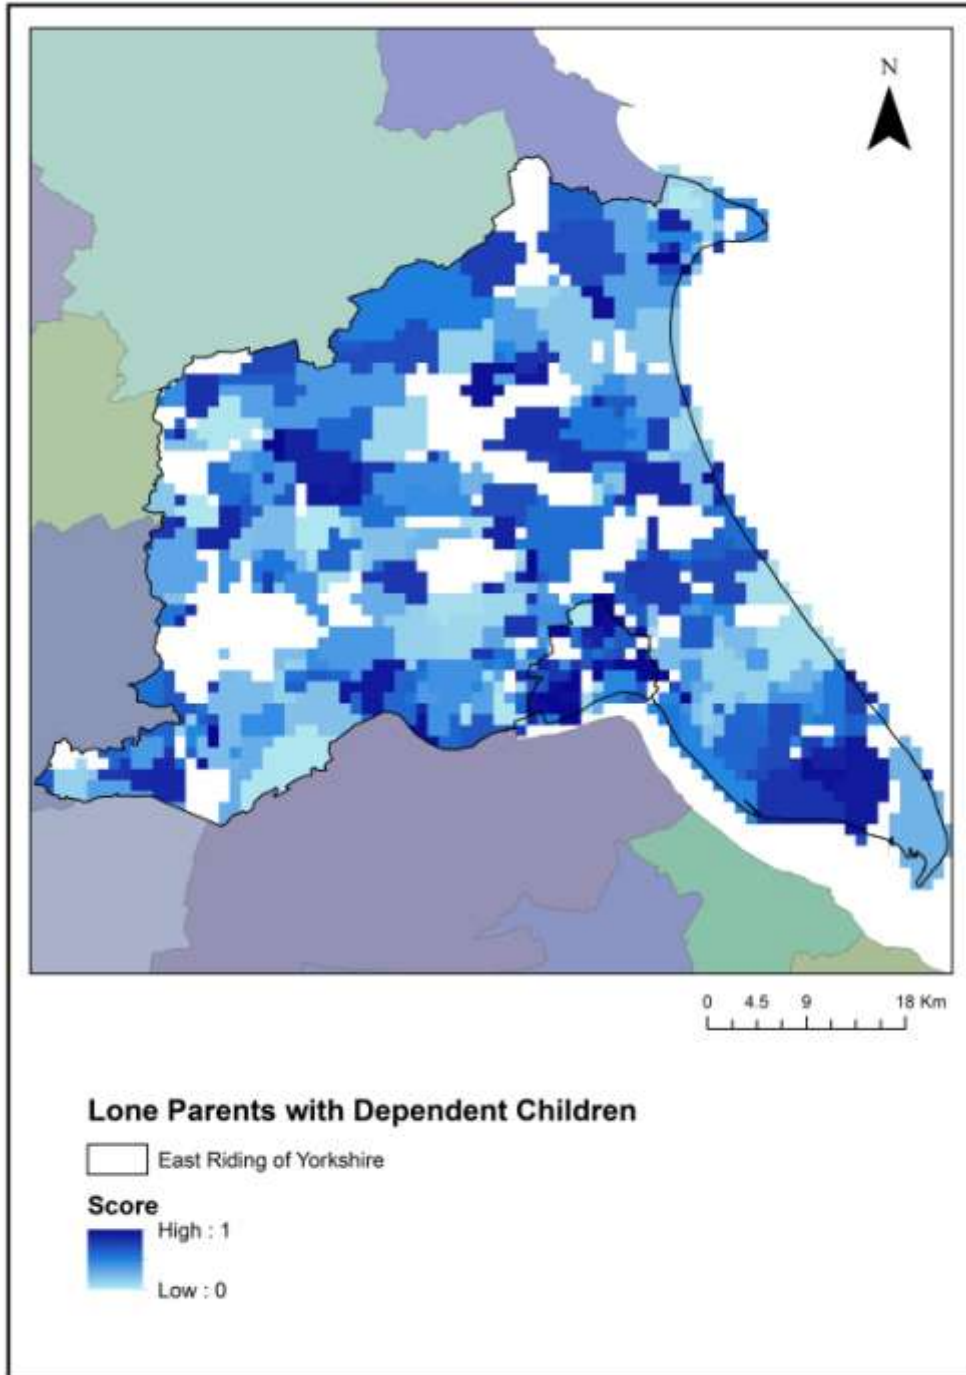 N
0 4.5 9 18 Km
Lone Parents with Dependent Children
East Riding of Yorkshire
Score
High : 1
Low : 0